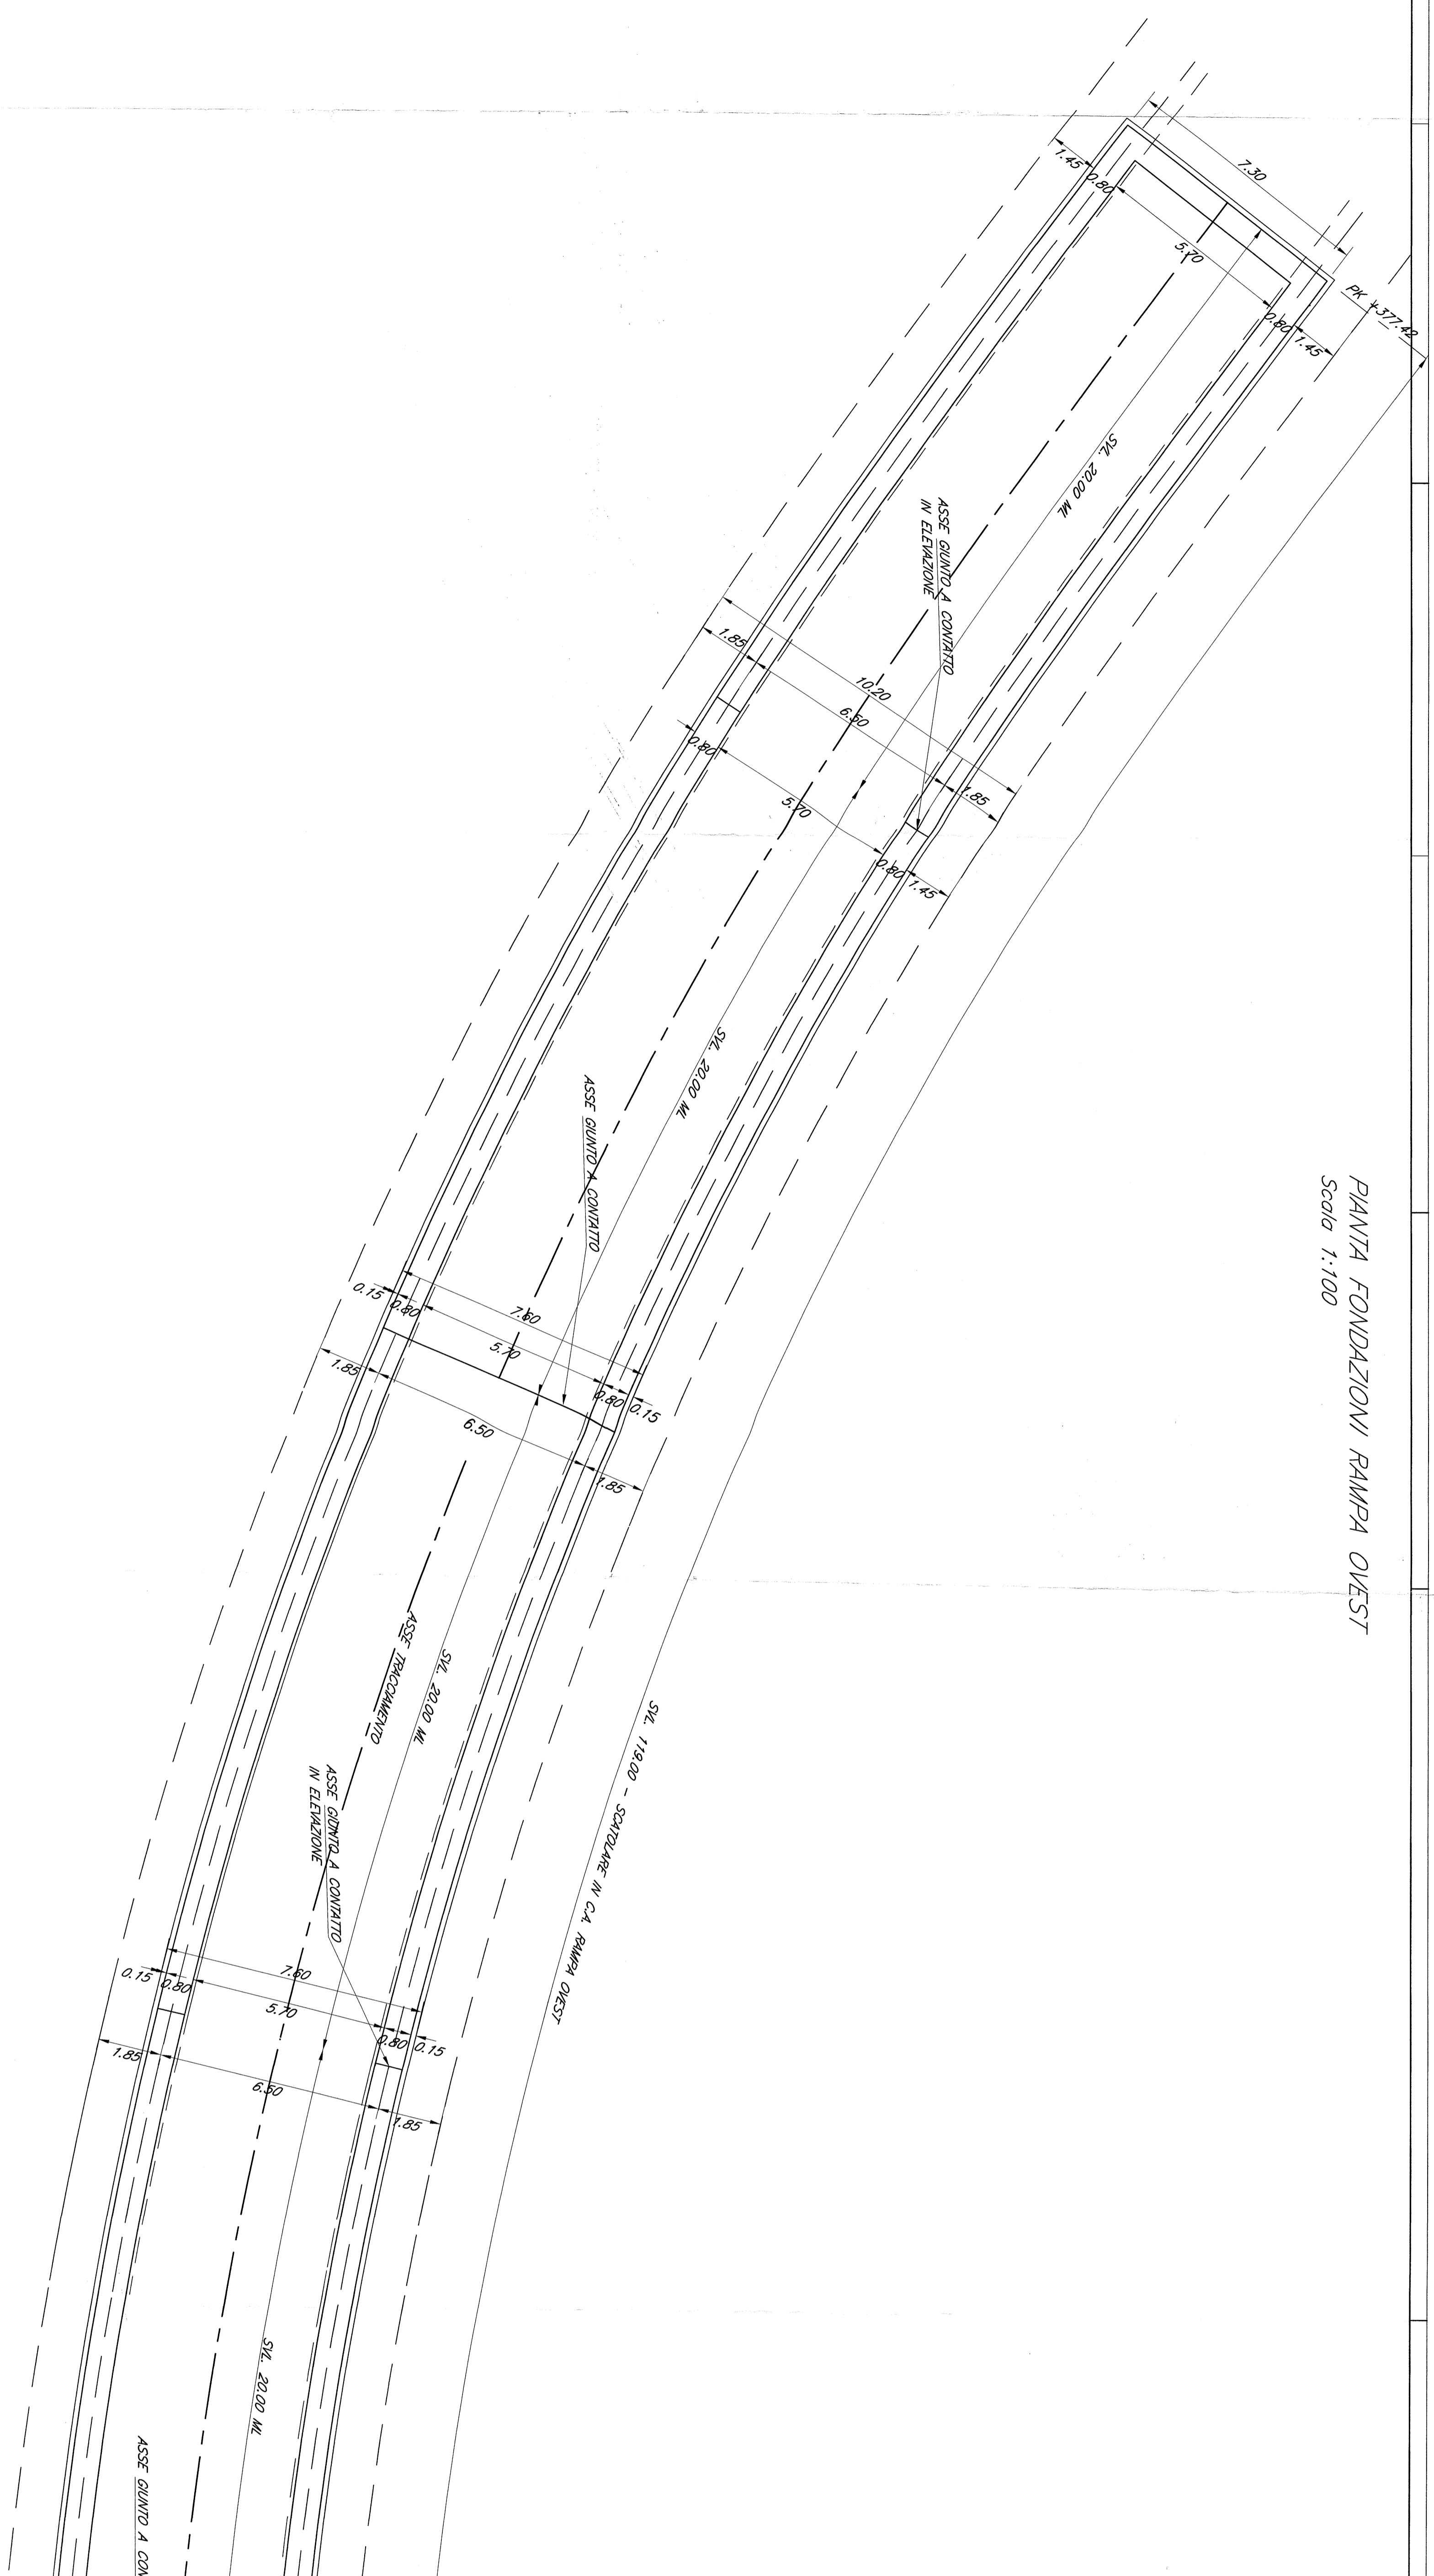 PIANTA FONDAZIONI RAMPA OVEST
Scala 1:100
7.30
1.45
0.80
5.70
0.80
1.45
PK +377.42
SVL. 20.00 ML
ASSE GIUNTO A CONTATTO
IN ELEVAZIONE
1.85
10.20
6.50
1.85
0.80
5.70
0.80
1.45
SVL. 20.00 ML
ASSE GIUNTO A CONTATTO
0.15
0.80
7.60
5.70
0.80
0.15
1.85
6.50
1.85
ASSE TRACCIAMENTO
SVL. 20.00 ML
SVL. 119.00 - SCATOLARE IN C.A. RAMPA OVEST
ASSE GIUNTO A CONTATTO
IN ELEVAZIONE
0.15
0.80
7.60
5.70
0.80
0.15
1.85
6.50
1.85
SVL. 20.00 ML
ASSE GIUNTO A CON